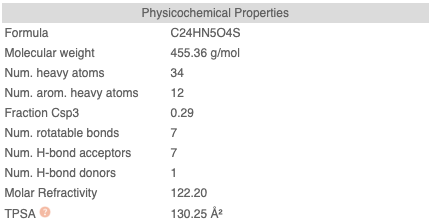 Physicochemical Properties
Formula C24HN5O4S
Molecular weight 455.36 g/mol
Num. heavy atoms 34
Num. arom. heavy atoms 12
Fraction Csp3 0.29
Num. rotatable bonds 7
Num. H-bond acceptors 7
Num. H-bond donors 1
Molar Refractivity 122.20
TPSA ? 130.25 Å²